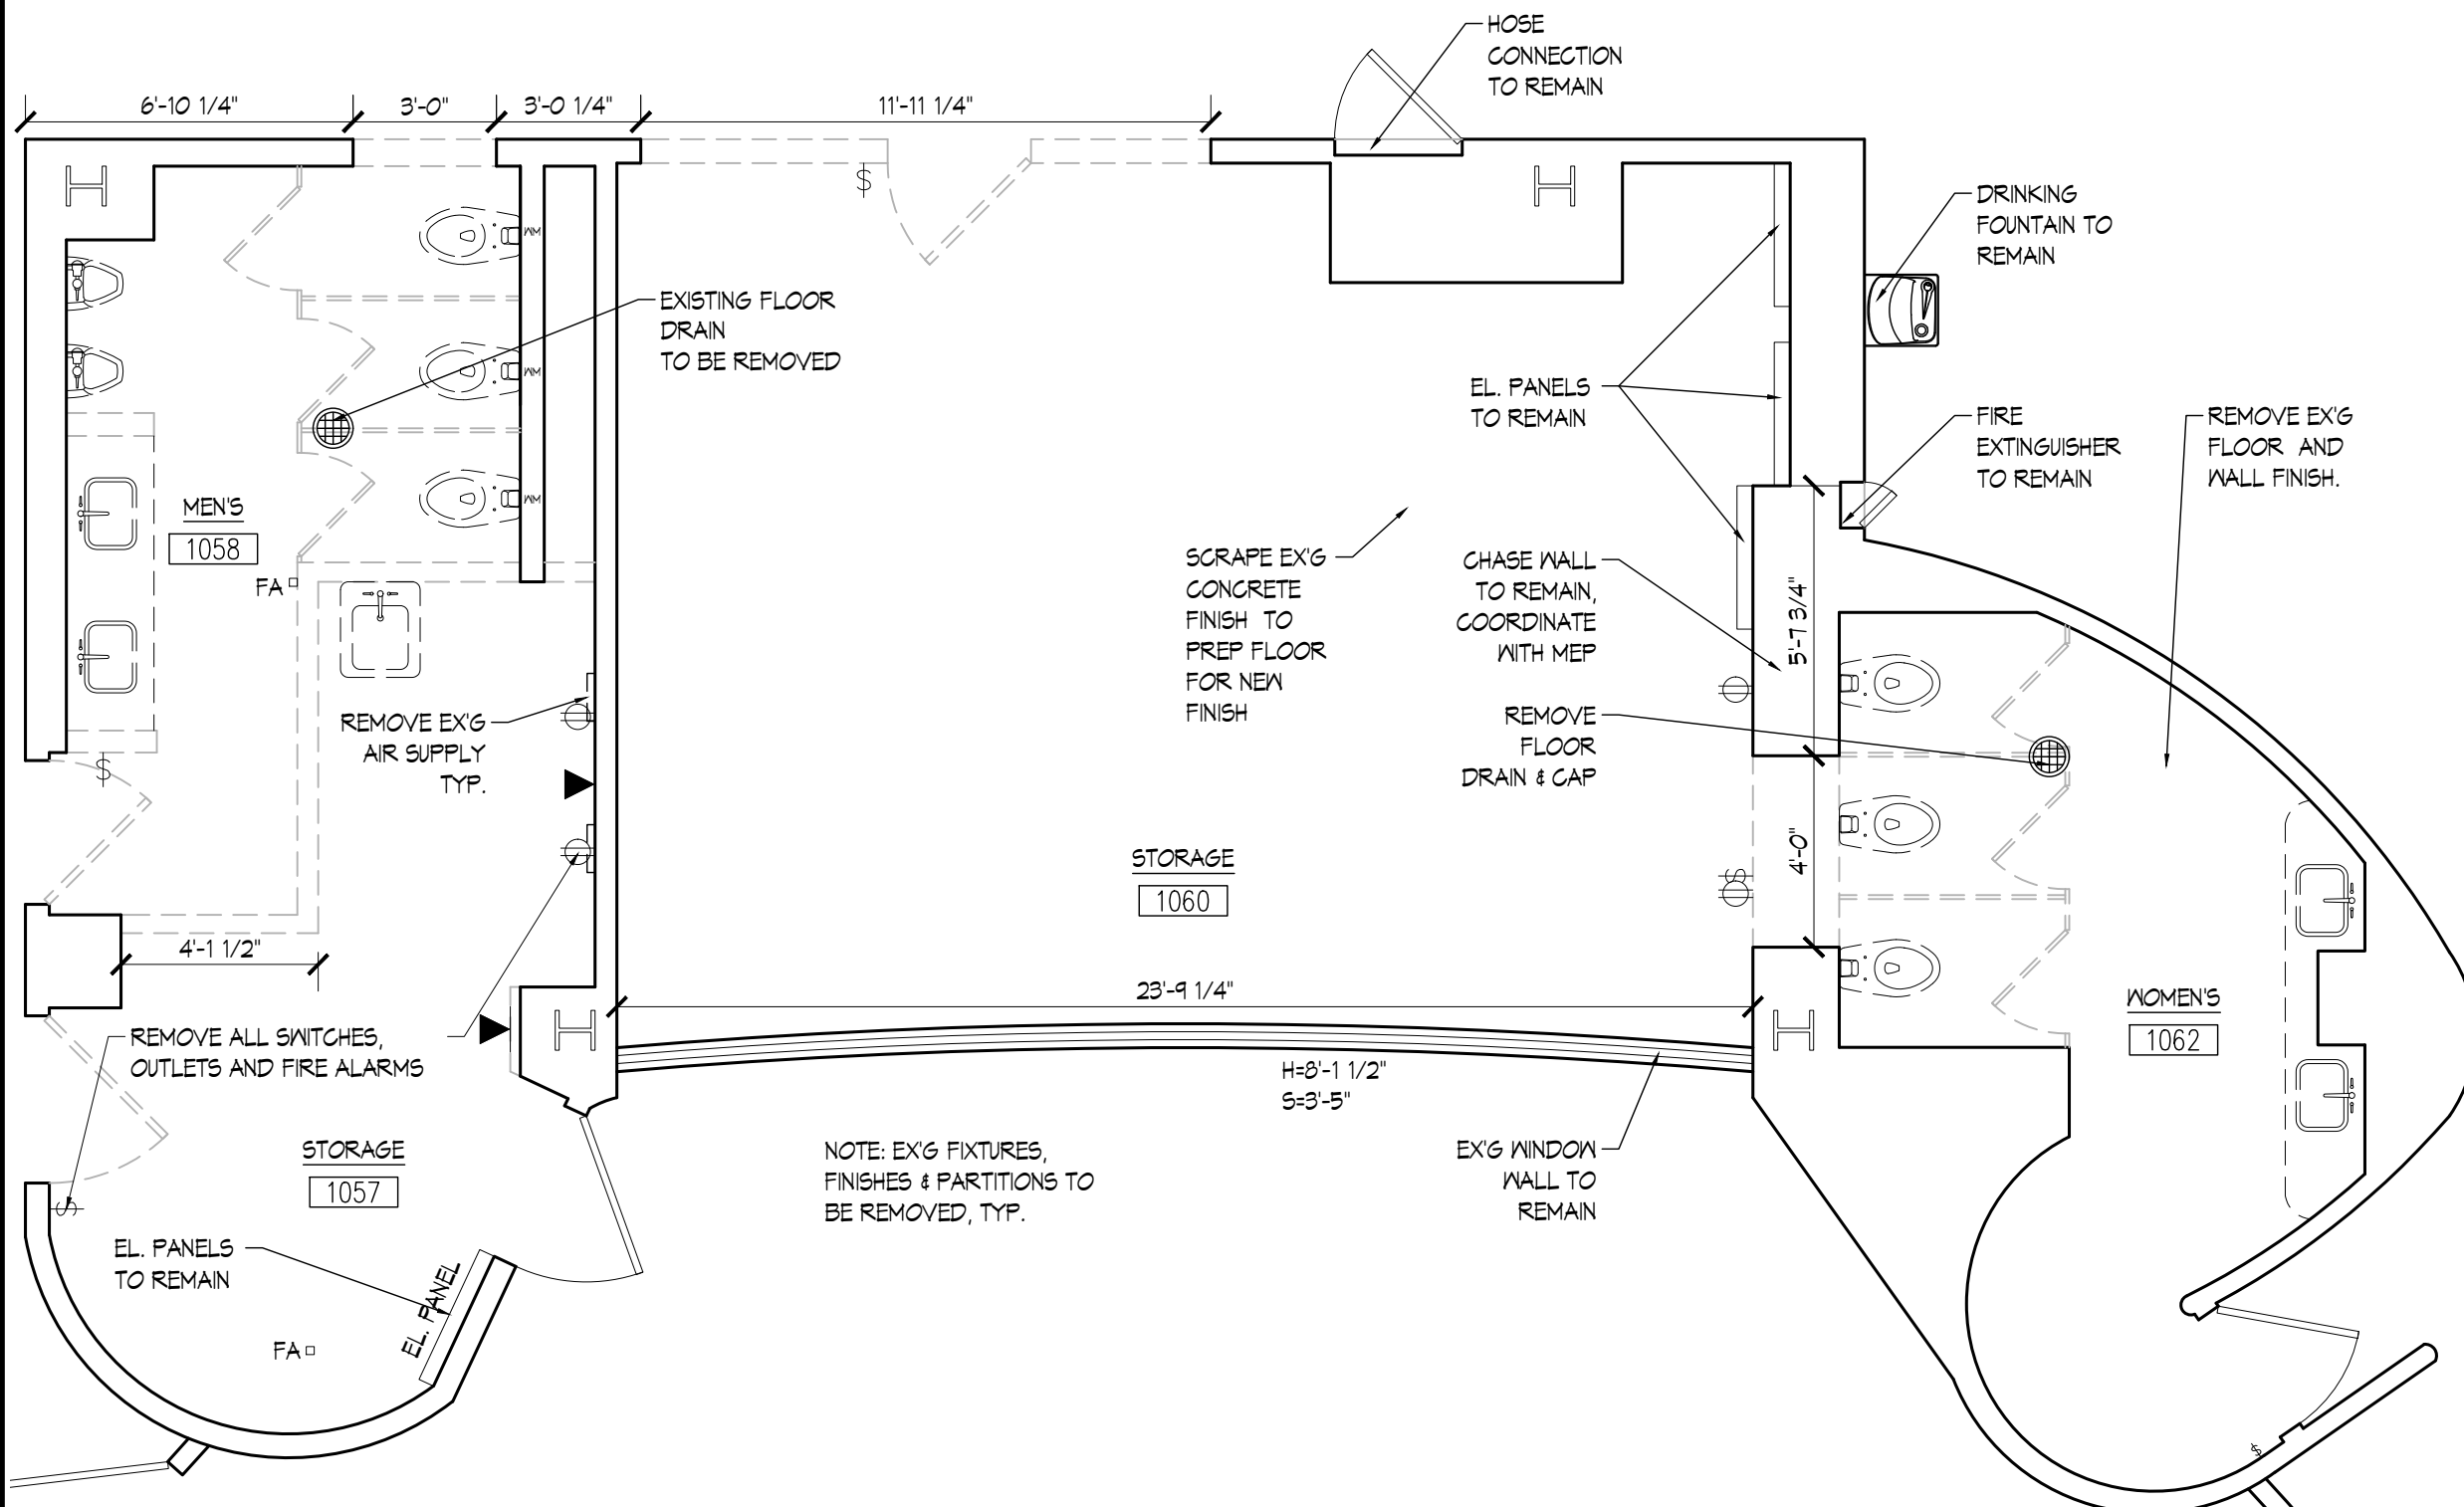 HOSE
CONNECTION
TO REMAIN
6'-10 1/4"
3'-0"
3'-0 1/4"
11'-11 1/4"
$
DRINKING
FOUNTAIN TO
REMAIN
WM
EXISTING FLOOR
DRAIN
TO BE REMOVED
WM
EL. PANELS
TO REMAIN
FIRE
EXTINGUISHER
TO REMAIN
REMOVE EX'G
FLOOR AND
WALL FINISH.
WM
MEN'S
1058
FA
SCRAPE EX'G
CONCRETE
FINISH TO
PREP FLOOR
FOR NEW
FINISH
CHASE WALL
TO REMAIN,
COORDINATE
WITH MEP
5'-7 3/4"
REMOVE EX'G
AIR SUPPLY
TYP.
REMOVE
FLOOR
DRAIN & CAP
$
4'-0"
STORAGE
1060
$
4'-1 1/2"
23'-9 1/4"
WOMEN'S
1062
REMOVE ALL SWITCHES,
OUTLETS AND FIRE ALARMS
H=8'-1 1/2"
S=3'-5"
STORAGE
1057
$
NOTE: EX'G FIXTURES,
FINISHES & PARTITIONS TO
BE REMOVED, TYP.
EX'G WINDOW
WALL TO
REMAIN
EL. PANELS
TO REMAIN
EL. PANEL
FA
$